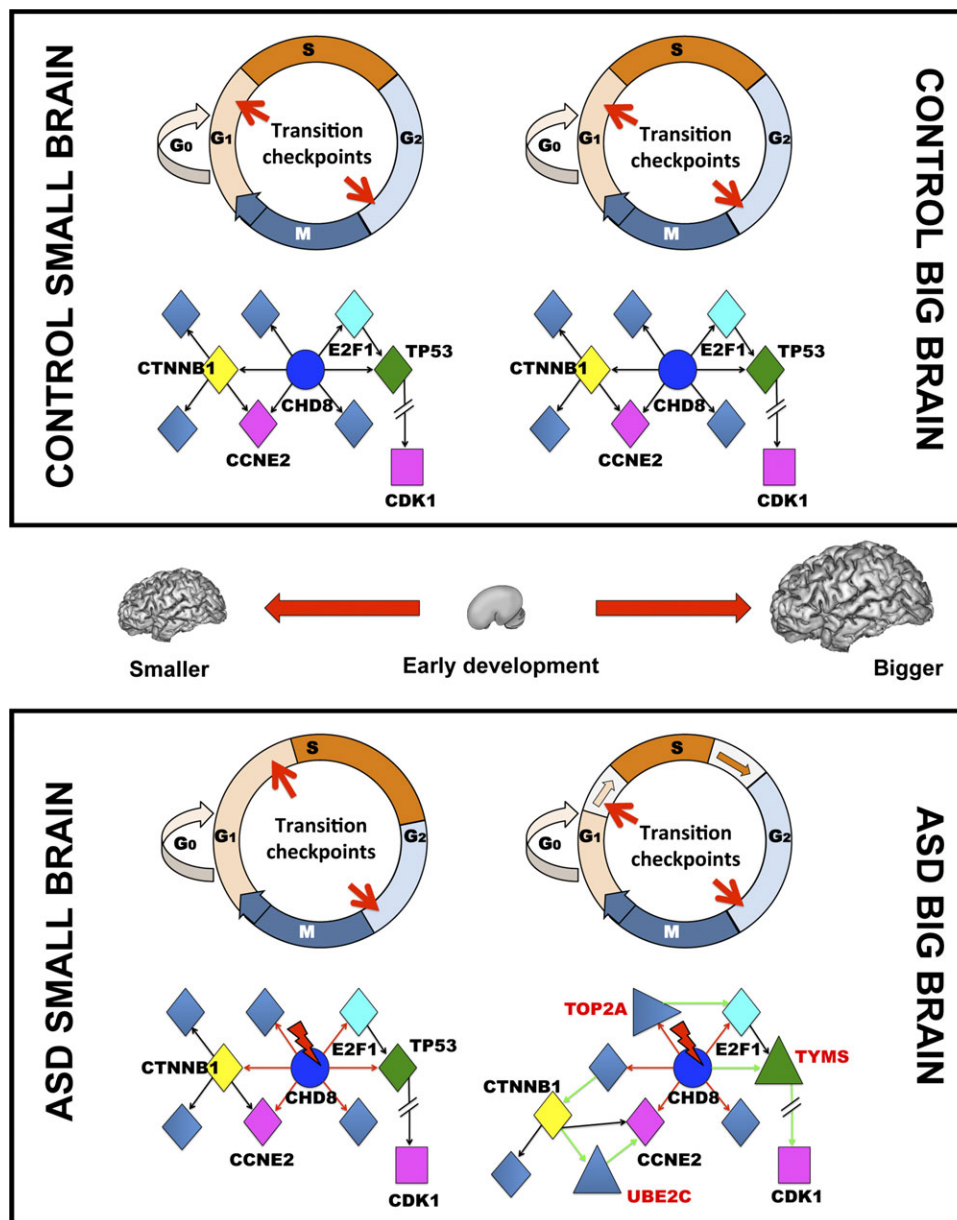 CONTROL SMALL BRAIN
S
G1
G0
G2
Transition
checkpoints
M
S
G1
G0
G2
Transition
checkpoints
M
CONTROL BIG BRAIN
E2F1
TP53
CTNNB1
CHD8
CCNE2
CDK1
E2F1
TP53
CTNNB1
CHD8
CCNE2
CDK1
Smaller
Early development
Bigger
ASD SMALL BRAIN
S
G1
G0
G2
Transition
checkpoints
M
S
G1
G0
G2
Transition
checkpoints
M
ASD BIG BRAIN
E2F1
TP53
CTNNB1
CHD8
CCNE2
CDK1
TOP2A
E2F1
TYMS
CTNNB1
CHD8
CCNE2
UBE2C
CDK1